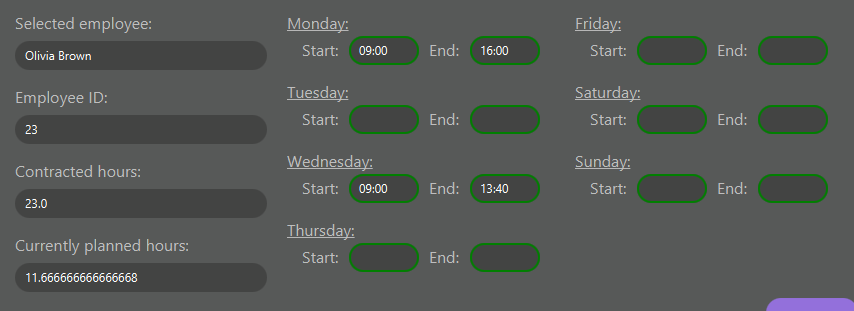 Selected employee:
Olivia Brown
Employee ID:
23
Contracted hours:
23.0
Currently planned hours:
11.666666666666668
Monday:
Start: 09:00 End: 16:00
Tuesday:
Start: End:
Wednesday:
Start: 09:00 End: 13:40
Thursday:
Start: End:
Friday:
Start: End:
Saturday:
Start: End:
Sunday:
Start: End: